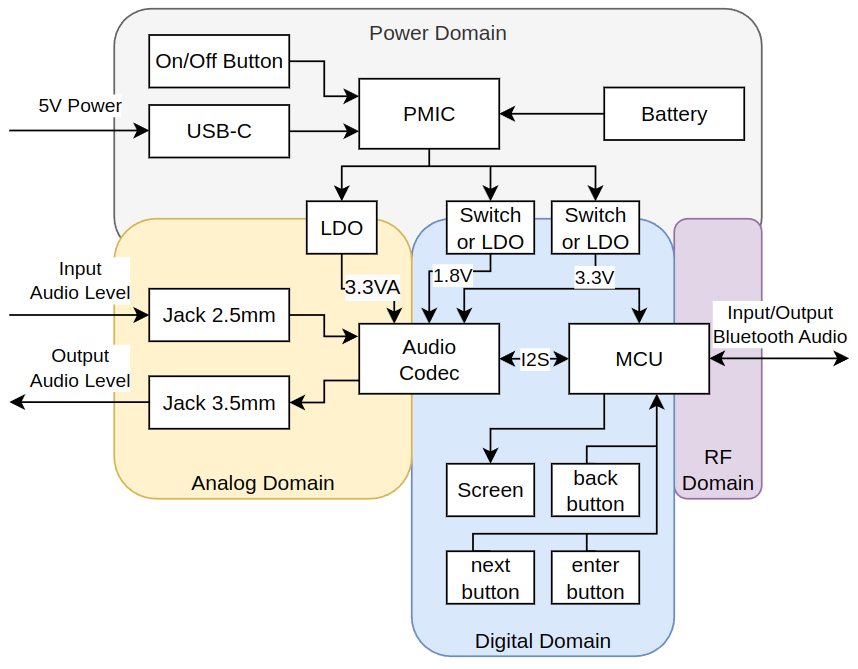 Power Domain
On/Off Button
5V Power
USB-C
PMIC
Battery
LDO
Switch
or LDO
Switch
or LDO
3.3VA
1.8V
3.3V
Input
Audio Level
Jack 2.5mm
Output
Audio Level
Jack 3.5mm
Audio
Codec
I2S
MCU
Input/Output
Bluetooth Audio
Analog Domain
RF
Domain
Screen
back
button
next
button
enter
button
Digital Domain